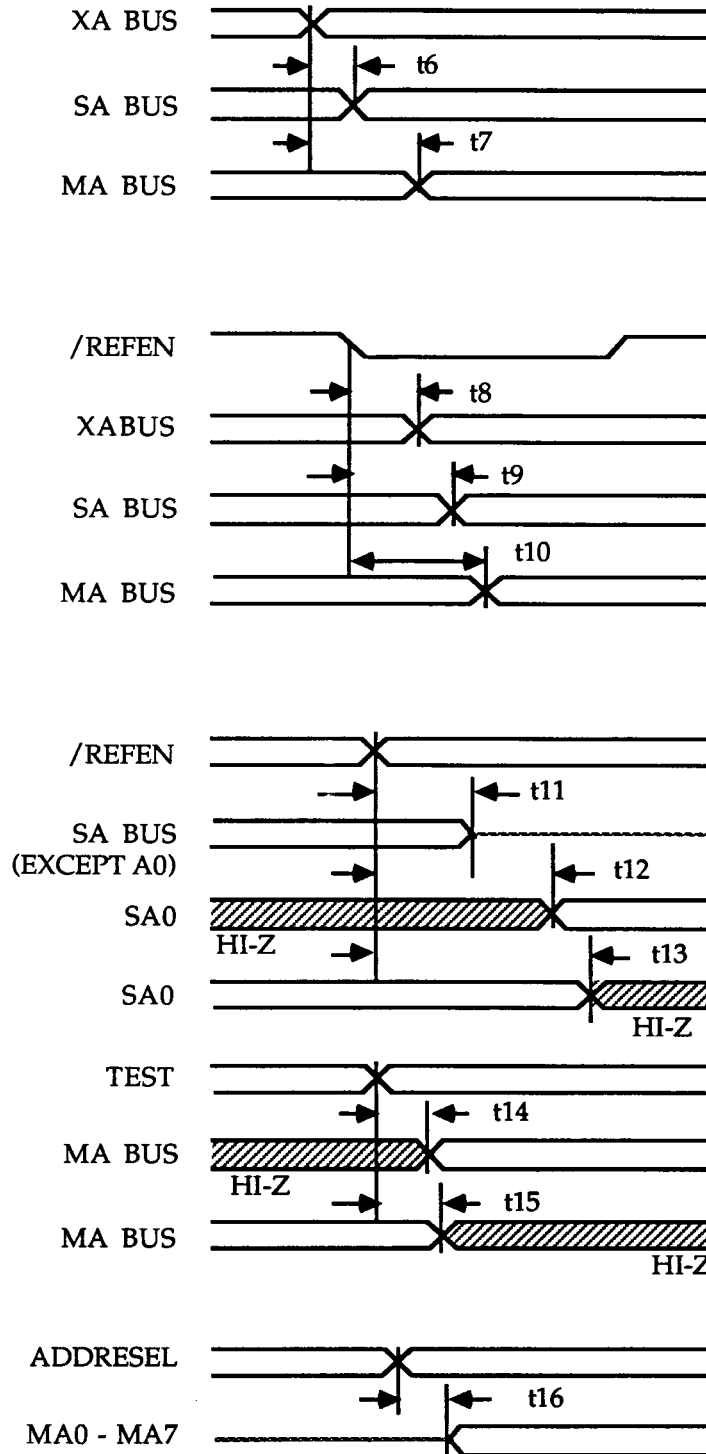 XA BUS
t6
SA BUS
t7
MA BUS
/REFEN
t8
XABUS
t9
SA BUS
t10
MA BUS
/REFEN
t11
SA BUS
(EXCEPT A0)
t12
SA0
HI-Z
t13
SA0
HI-Z
TEST
t14
MA BUS
HI-Z
t15
MA BUS
HI-Z
ADDRESEL
t16
MA0 - MA7